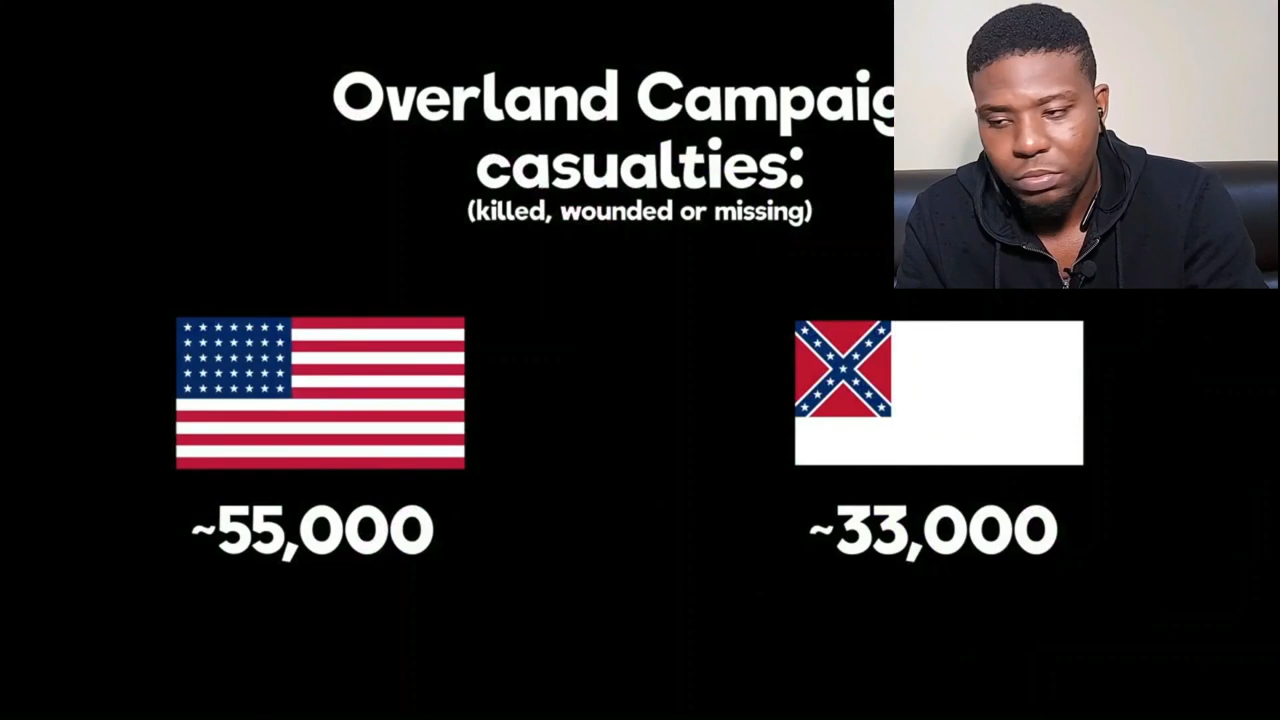 Overland Campaig
casualties:
(killed, wounded or missing)
~55,000
~33,000